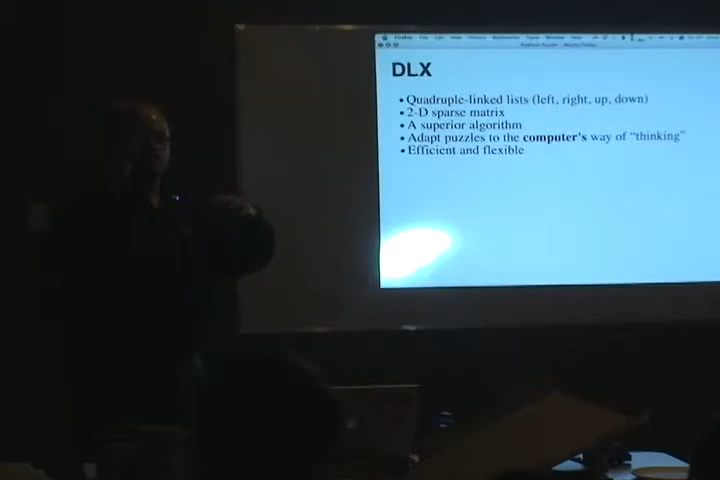 DLX
• Quadruple-linked lists (left, right, up, down)
• 2-D sparse matrix
• A superior algorithm
• Adapt puzzles to the computer's way of "thinking"
• Efficient and flexible